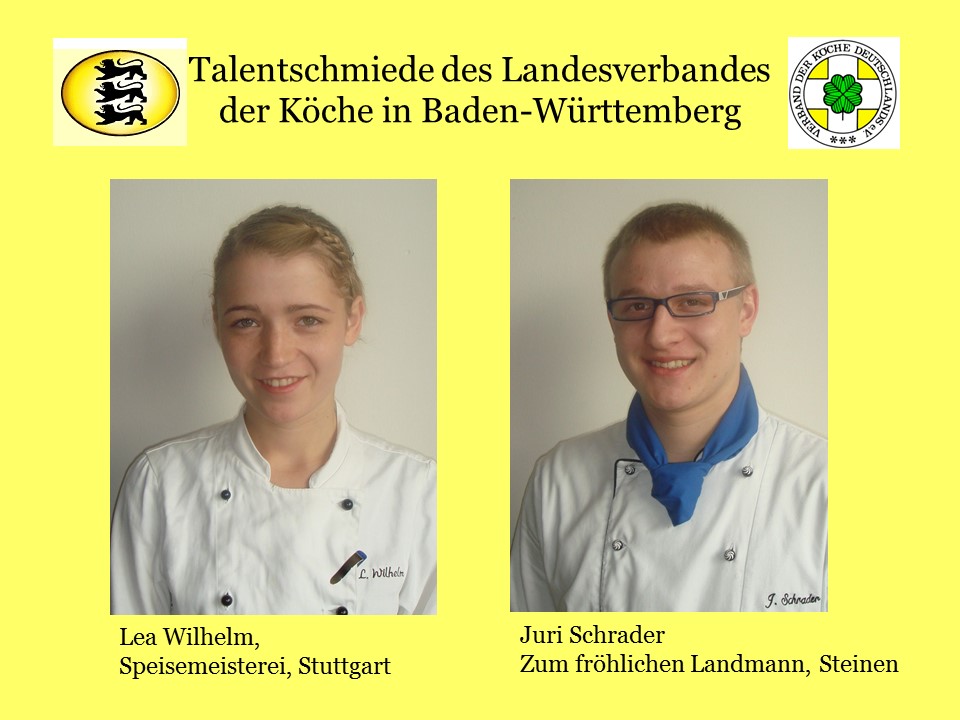 Talentschmiede des Landesverbandes
der Köche in Baden-Württemberg
VERBAND DER KÖCHE DEUTSCHLANDS e.V.
***
L. Wilhelm
J. Schrader
Lea Wilhelm,
Speisemeisterei, Stuttgart
Juri Schrader
Zum fröhlichen Landmann, Steinen